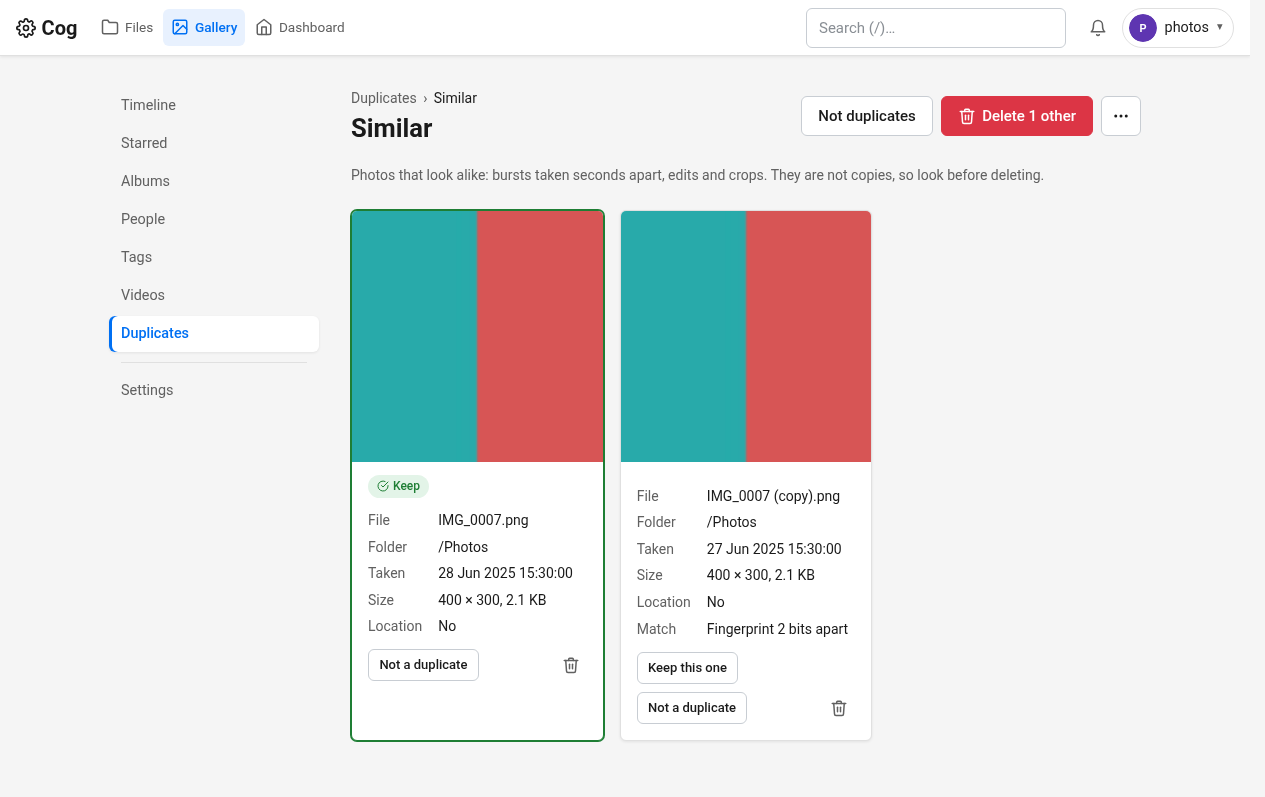 Cog
Files
Gallery
Dashboard
Search (/)…
P
photos
Timeline
Starred
Albums
People
Tags
Videos
Duplicates
Settings
Duplicates › Similar
Similar
Not duplicates
Delete 1 other
Photos that look alike: bursts taken seconds apart, edits and crops. They are not copies, so look before deleting.
Keep
File IMG_0007.png
Folder /Photos
Taken 28 Jun 2025 15:30:00
Size 400 × 300, 2.1 KB
Location No
Not a duplicate
File IMG_0007 (copy).png
Folder /Photos
Taken 27 Jun 2025 15:30:00
Size 400 × 300, 2.1 KB
Location No
Match Fingerprint 2 bits apart
Keep this one
Not a duplicate